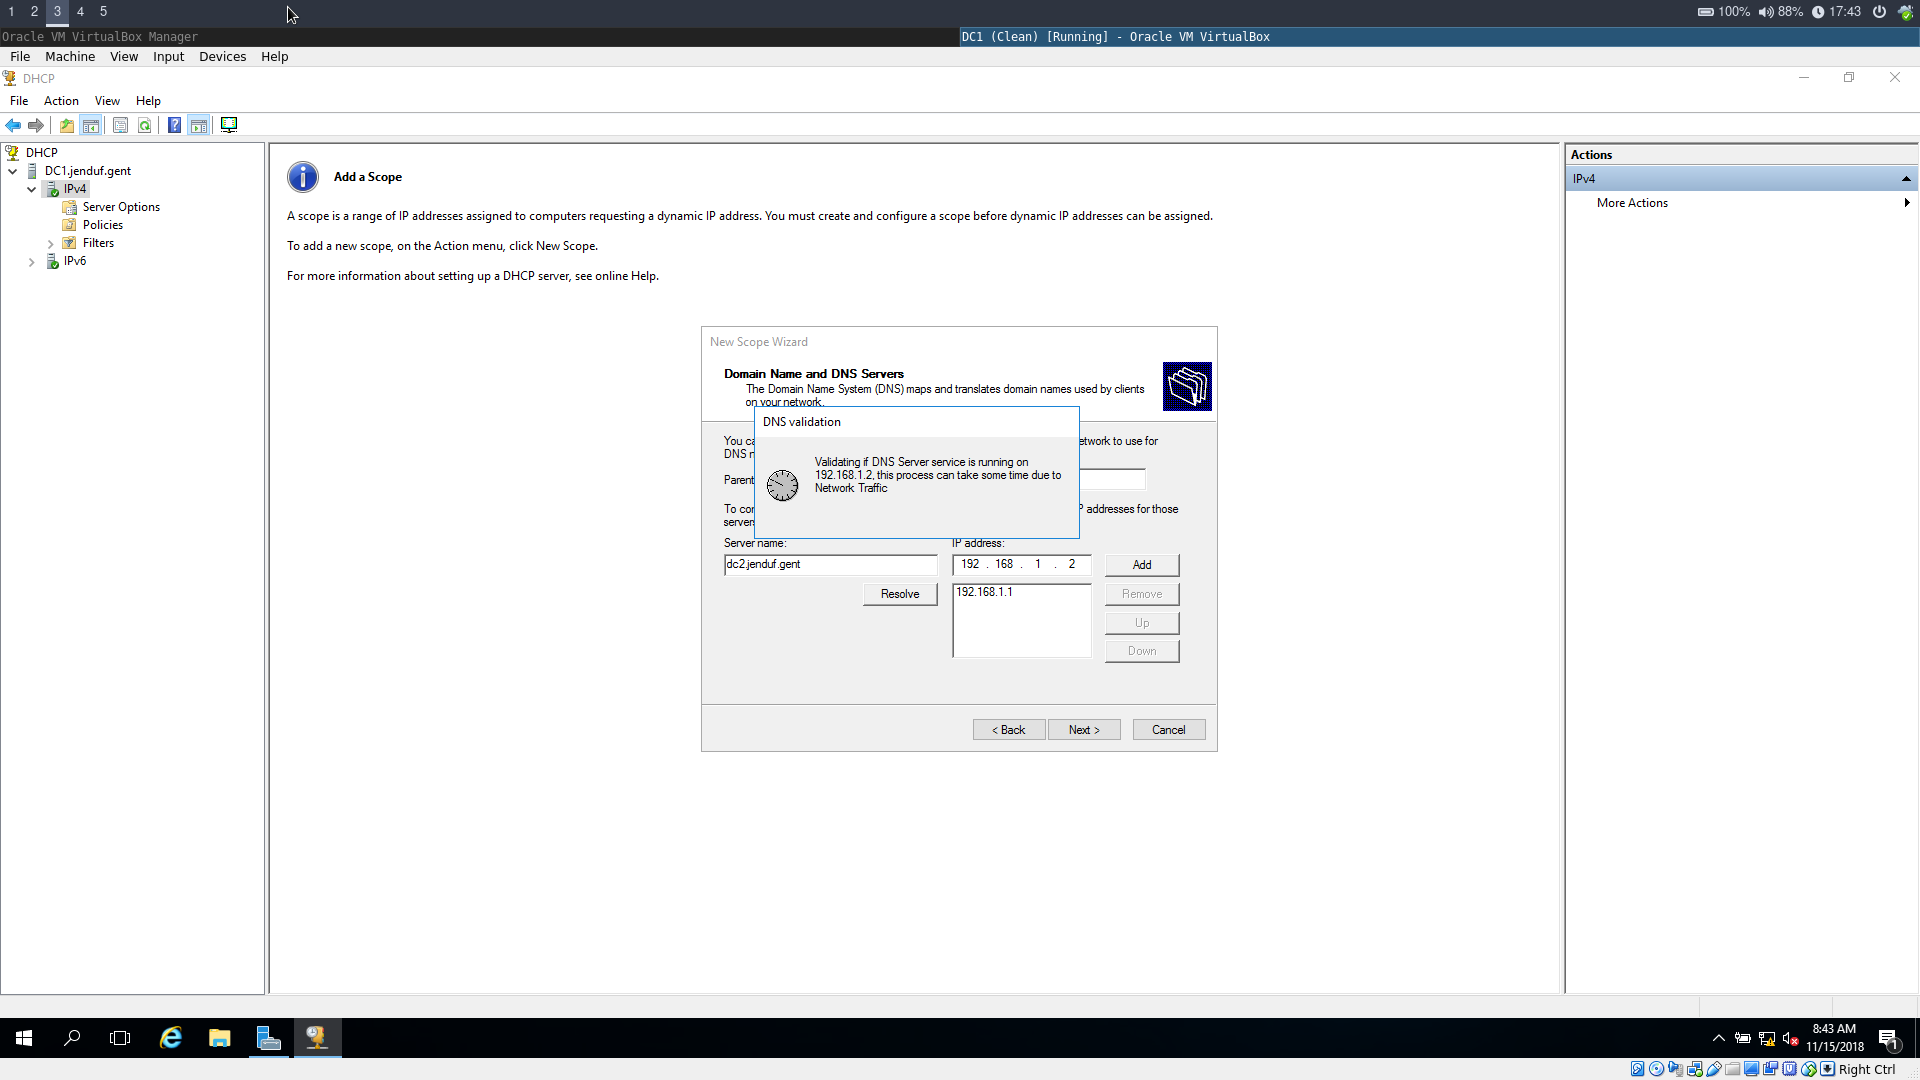 1 2 3 4 5
100% 88% 17:43
Oracle VM VirtualBox Manager
DC1 (Clean) [Running] - Oracle VM VirtualBox
File Machine View Input Devices Help
DHCP
File Action View Help
DHCP
DC1.jenduf.gent
IPv4
Server Options
Policies
Filters
IPv6
Add a Scope
A scope is a range of IP addresses assigned to computers requesting a dynamic IP address. You must create and configure a scope before dynamic IP addresses can be assigned.
To add a new scope, on the Action menu, click New Scope.
For more information about setting up a DHCP server, see online Help.
Actions
IPv4
More Actions
New Scope Wizard
Domain Name and DNS Servers
The Domain Name System (DNS) maps and translates domain names used by clients
on your network.
DNS validation
Validating if DNS Server service is running on
192.168.1.2, this process can take some time due to
Network Traffic
You ca
etwork to use for
DNS n
Parent
To cor
P addresses for those
servers
Server name:
IP address:
dc2.jenduf.gent
192 . 168 . 1 . 2
Add
Resolve
192.168.1.1
Remove
Up
Down
< Back
Next >
Cancel
8:43 AM
11/15/2018
1
Right Ctrl